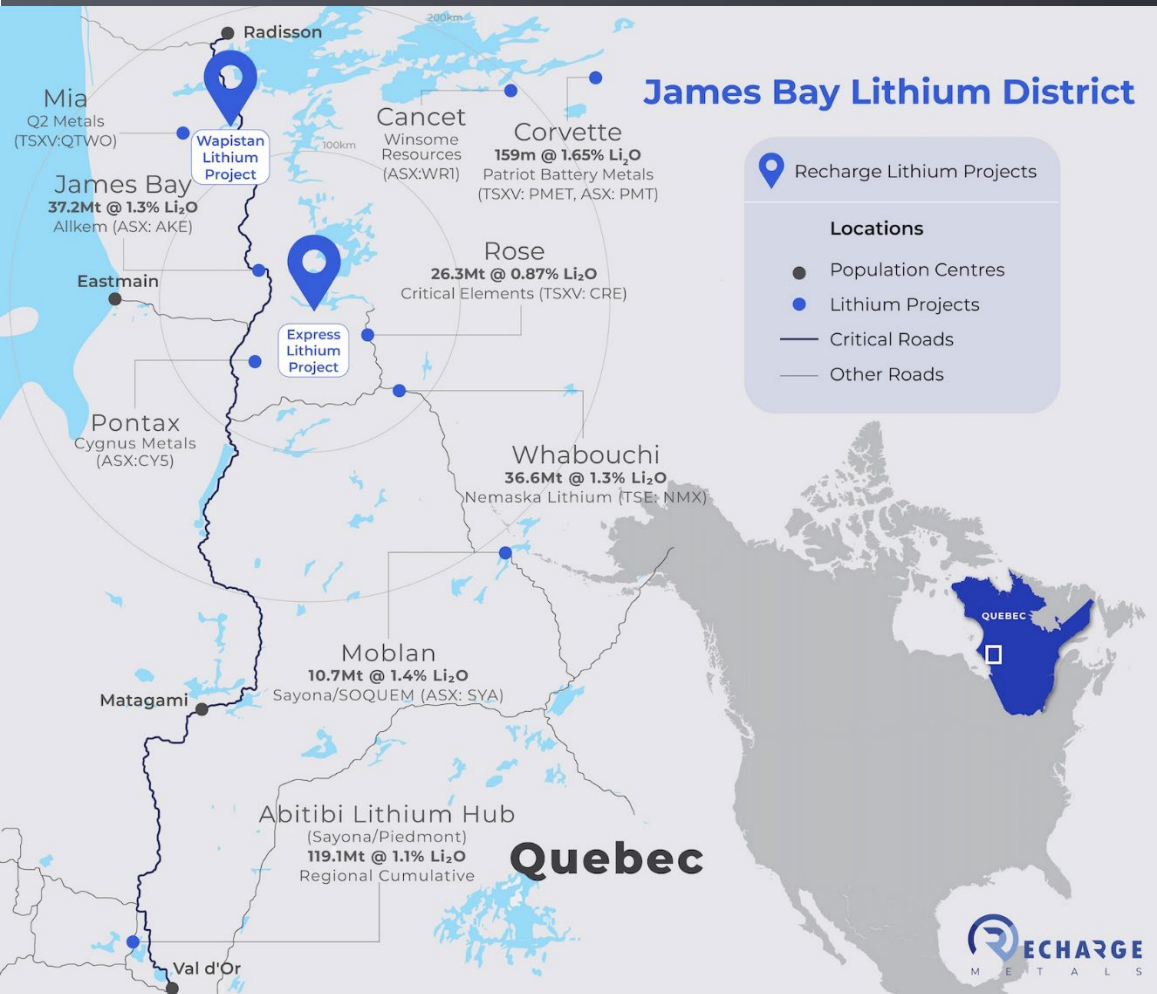 200km
Radisson
James Bay Lithium District
Mia
Q2 Metals
(TSXV:QTWO)
Wapistan
Lithium
Project
100km
Cancet
Winsome
Resources
(ASX:WR1)
Corvette
159m @ 1.65% Li₂O
Patriot Battery Metals
(TSXV: PMET, ASX: PMT)
Recharge Lithium Projects
Locations
Population Centres
Lithium Projects
Critical Roads
Other Roads
James Bay
37.2Mt @ 1.3% Li₂O
Allkem (ASX: AKE)
Rose
26.3Mt @ 0.87% Li₂O
Critical Elements (TSXV: CRE)
Eastmain
Express
Lithium
Project
Pontax
Cygnus Metals
(ASX:CY5)
Whabouchi
36.6Mt @ 1.3% Li₂O
Nemaska Lithium (TSE: NMX)
QUEBEC
Moblan
10.7Mt @ 1.4% Li₂O
Sayona/SOQUEM (ASX: SYA)
Matagami
Abitibi Lithium Hub
(Sayona/Piedmont)
119.1Mt @ 1.1% Li₂O
Regional Cumulative
Quebec
Val d'Or
RECHARGE
METALS